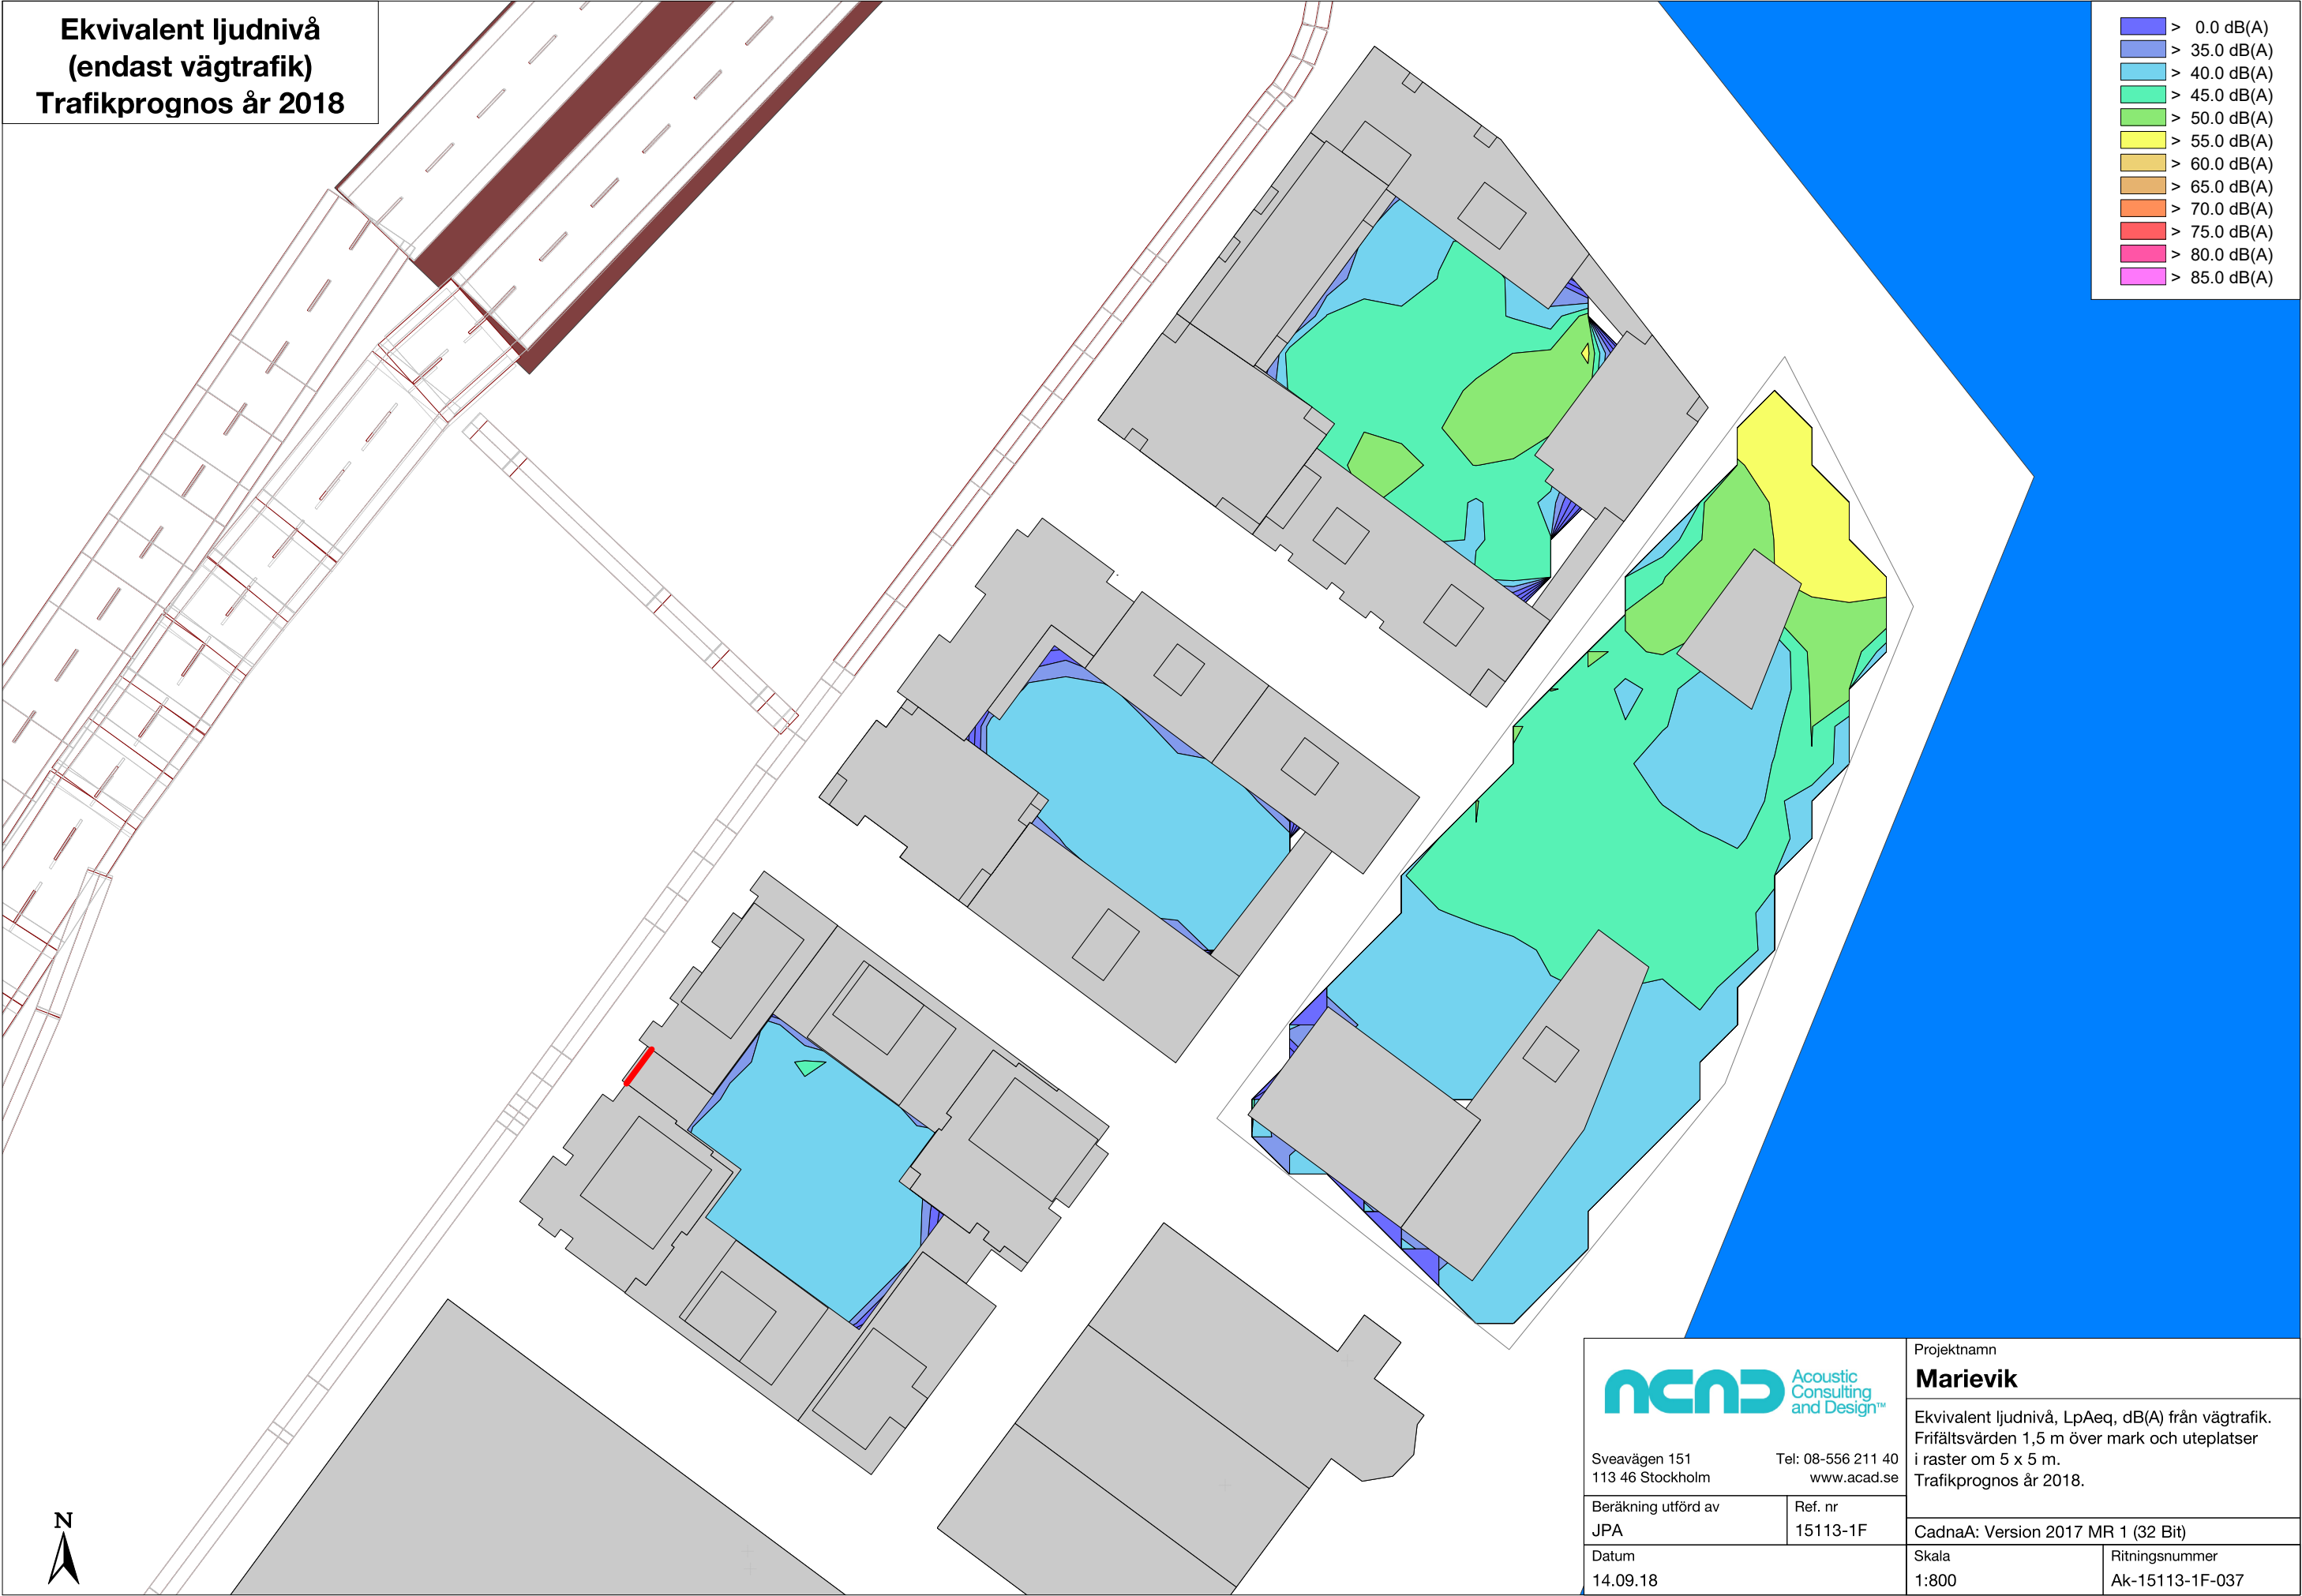 Ekvivalent ljudnivå
(endast vägtrafik)
Trafikprognos år 2018
> 0.0 dB(A)
> 35.0 dB(A)
> 40.0 dB(A)
> 45.0 dB(A)
> 50.0 dB(A)
> 55.0 dB(A)
> 60.0 dB(A)
> 65.0 dB(A)
> 70.0 dB(A)
> 75.0 dB(A)
> 80.0 dB(A)
> 85.0 dB(A)
N
ACAD
Acoustic
Consulting
and Design™
Sveavägen 151 Tel: 08-556 211 40
113 46 Stockholm www.acad.se
Beräkning utförd av
JPA
Ref. nr
15113-1F
Datum
14.09.18
Projektnamn
Marievik
Ekvivalent ljudnivå, LpAeq, dB(A) från vägtrafik.
Frifältsvärden 1,5 m över mark och uteplatser
i raster om 5 x 5 m.
Trafikprognos år 2018.
CadnaA: Version 2017 MR 1 (32 Bit)
Skala
1:800
Ritningsnummer
Ak-15113-1F-037